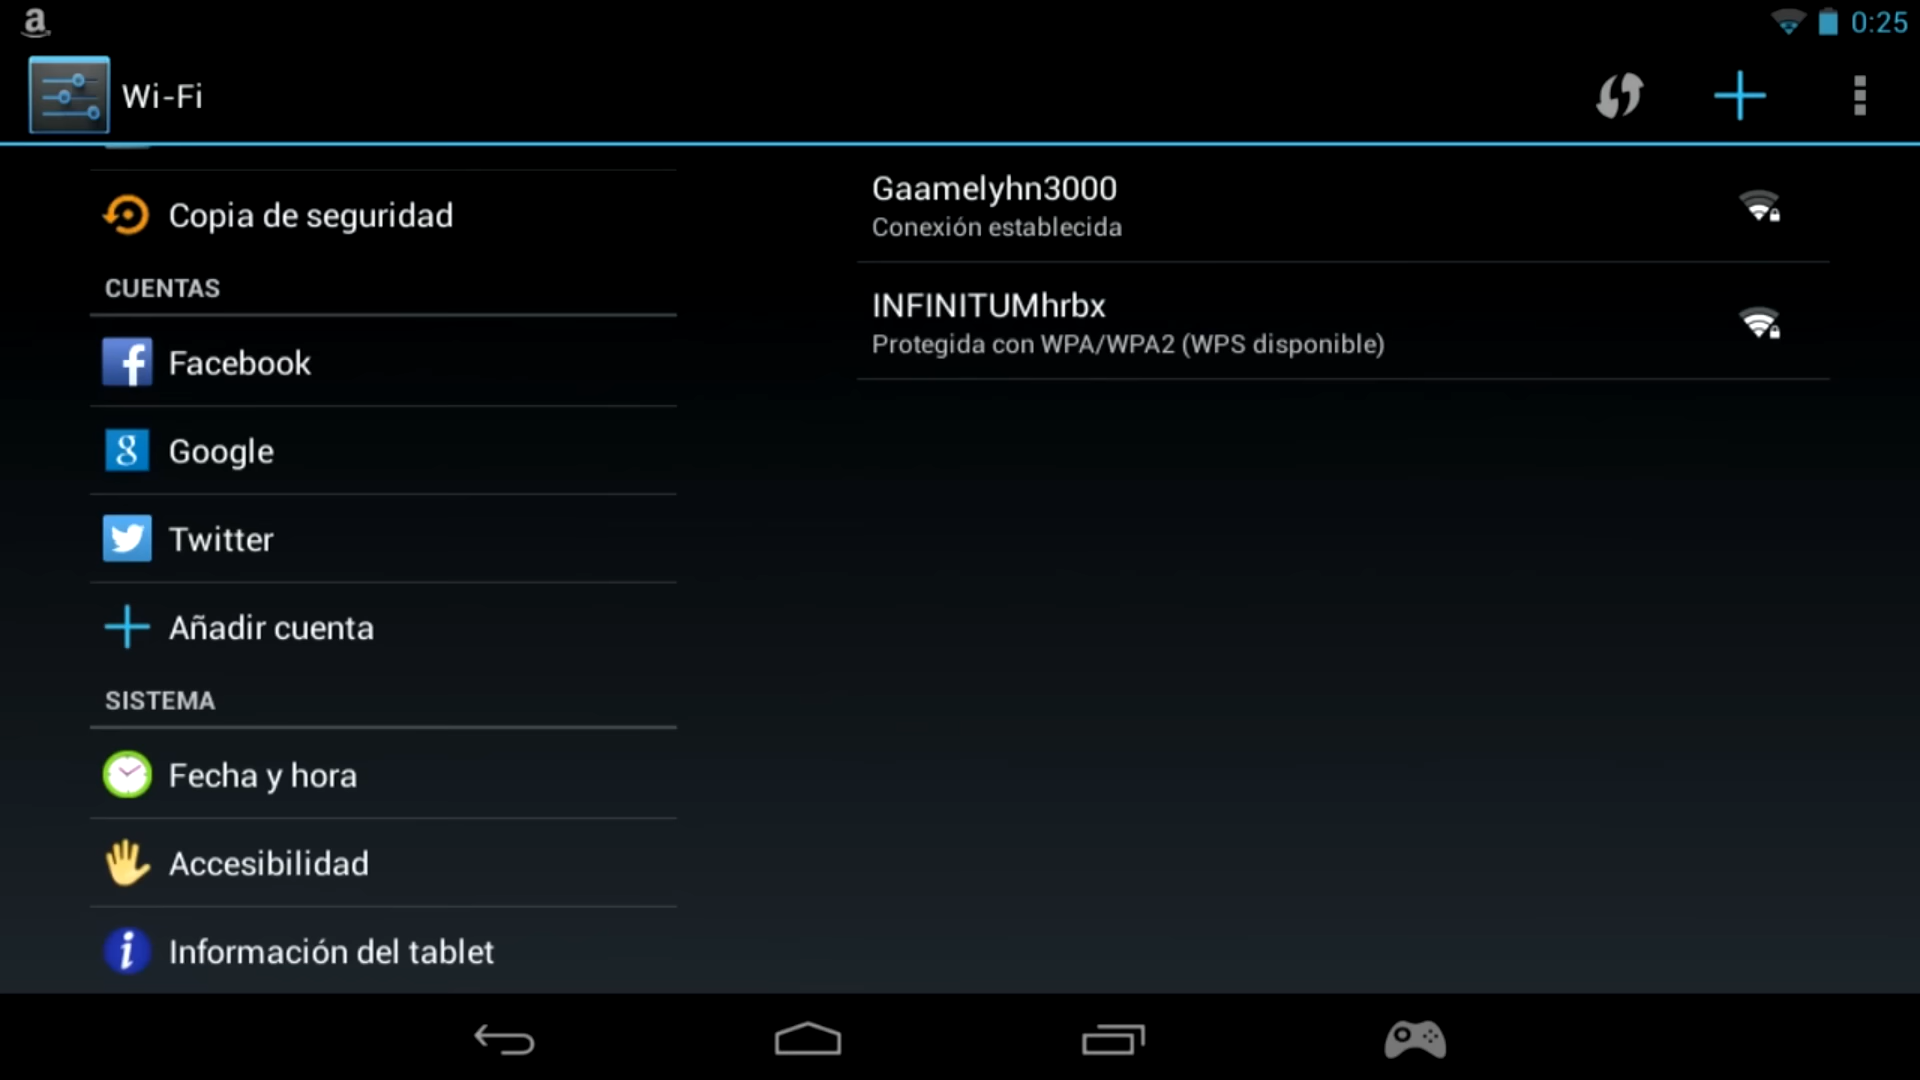 0:25
Wi-Fi
Copia de seguridad
CUENTAS
Facebook
Google
Twitter
Añadir cuenta
SISTEMA
Fecha y hora
Accesibilidad
Información del tablet
Gaamelyhn3000
Conexión establecida
INFINITUMhrbx
Protegida con WPA/WPA2 (WPS disponible)